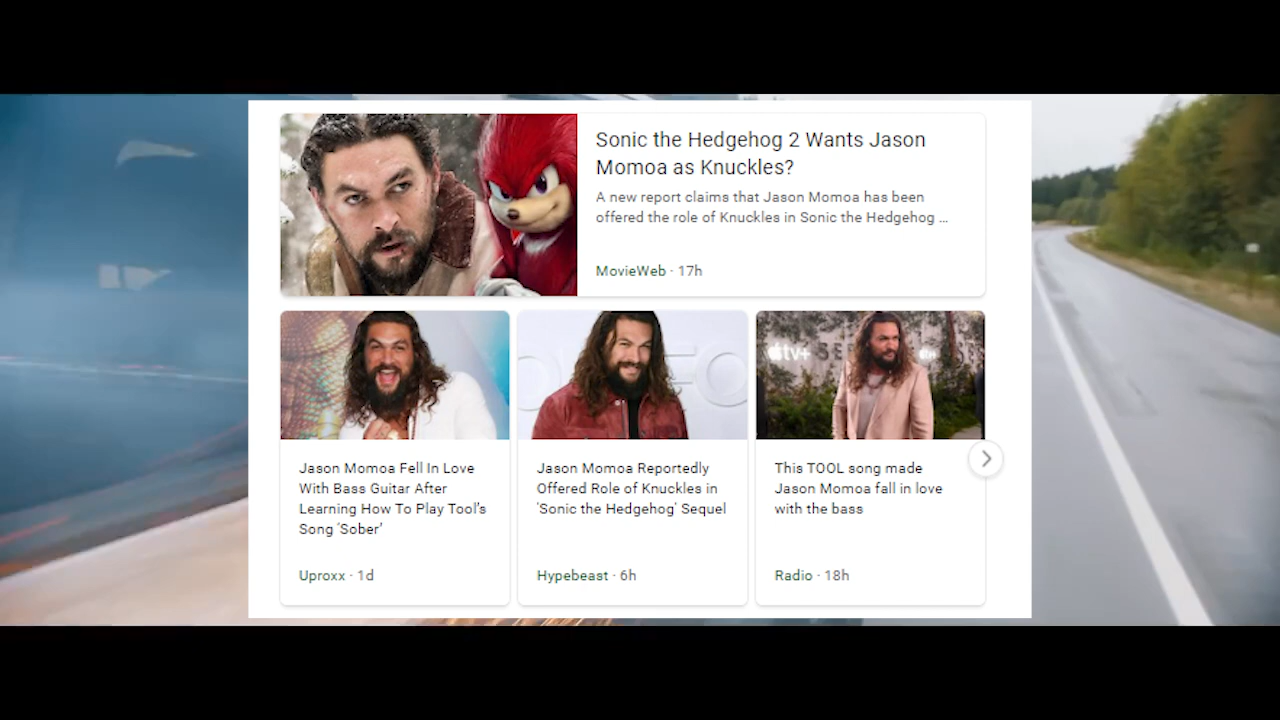 Sonic the Hedgehog 2 Wants Jason
Momoa as Knuckles?
A new report claims that Jason Momoa has been
offered the role of Knuckles in Sonic the Hedgehog ...
MovieWeb · 17h
tv+
Jason Momoa Fell In Love
With Bass Guitar After
Learning How To Play Tool's
Song 'Sober'
Uproxx · 1d
Jason Momoa Reportedly
Offered Role of Knuckles in
'Sonic the Hedgehog' Sequel
Hypebeast · 6h
This TOOL song made
Jason Momoa fall in love
with the bass
Radio · 18h